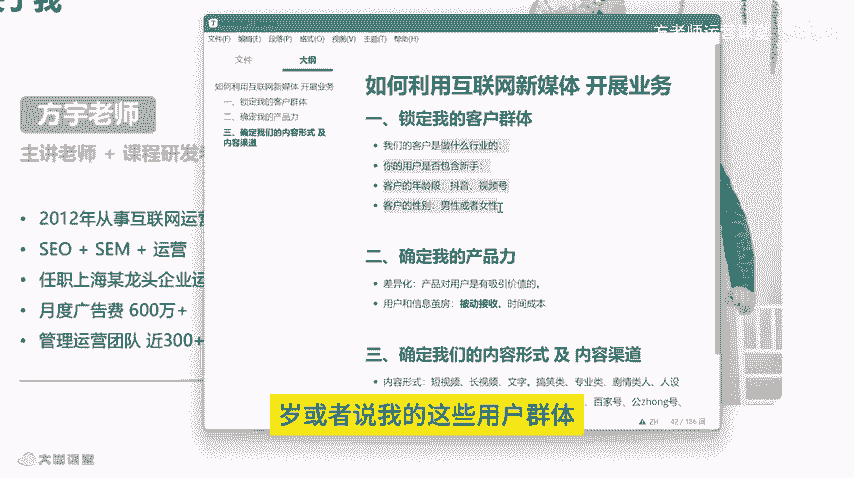 于我
方老师运营课堂
方宇老师
主讲老师 + 课程研发
• 2012年从事互联网运营
• SEO + SEM + 运营
• 任职上海某龙头企业运
• 月度广告费 600万+
• 管理运营团队 近300+
文件(F) 编辑(E) 段落(P) 格式(O) 视图(V) 主题(T) 帮助(H)
文件 大纲
如何利用互联网新媒体 开展业务
一、锁定我的客户群体
二、确定我的产品力
三、确定我们的内容形式 及
内容渠道
如何利用互联网新媒体 开展业务
一、锁定我的客户群体
• 我们的客户是做什么行业的：
• 你的用户是否包含新手：
• 客户的年龄段：抖音、视频号
• 客户的性别：男性或者女性
二、确定我的产品力
• 差异化：产品对用户是有吸引价值的。
• 用户和信息茧房：被动接收。时间成本
三、确定我们的内容形式 及 内容渠道
• 内容形式：短视频、长视频、文字。搞笑类、专业类、剧情类人、人设
百家号、公zhong号、
ZH 42 / 186 词
岁或者说我的这些用户群体